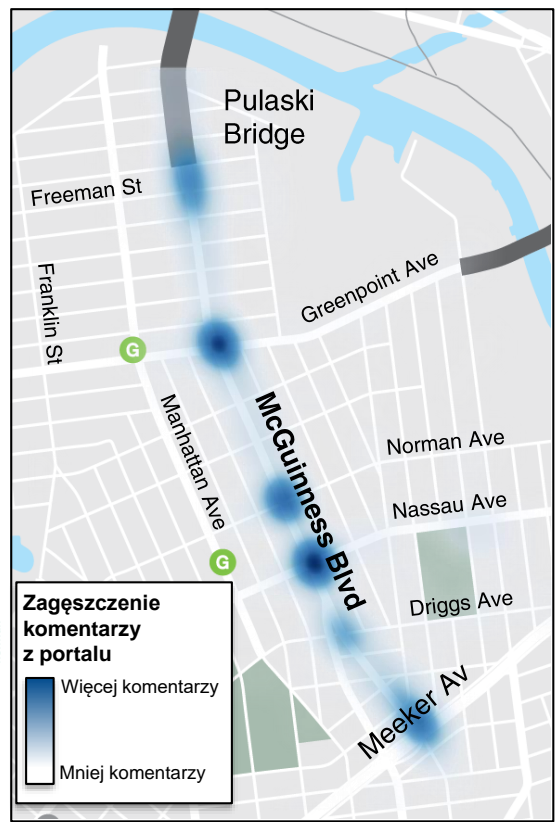 Pulaski
Bridge
Freeman St
Franklin St
Greenpoint Ave
G
Manhattan Ave
McGuinness Blvd
Norman Ave
Nassau Ave
G
Driggs Ave
Meeker Av
Zagęszczenie
komentarzy
z portalu
Więcej komentarzy
Mniej komentarzy